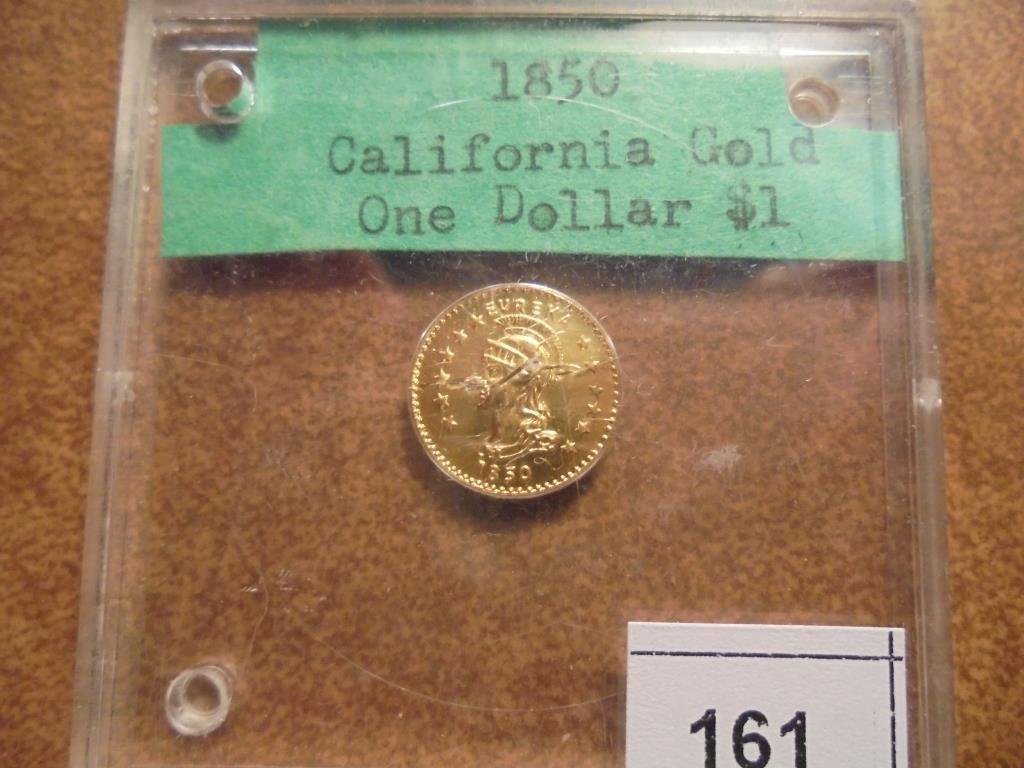 1850
California Gold
One Dollar $1
EUREKA
1850
161